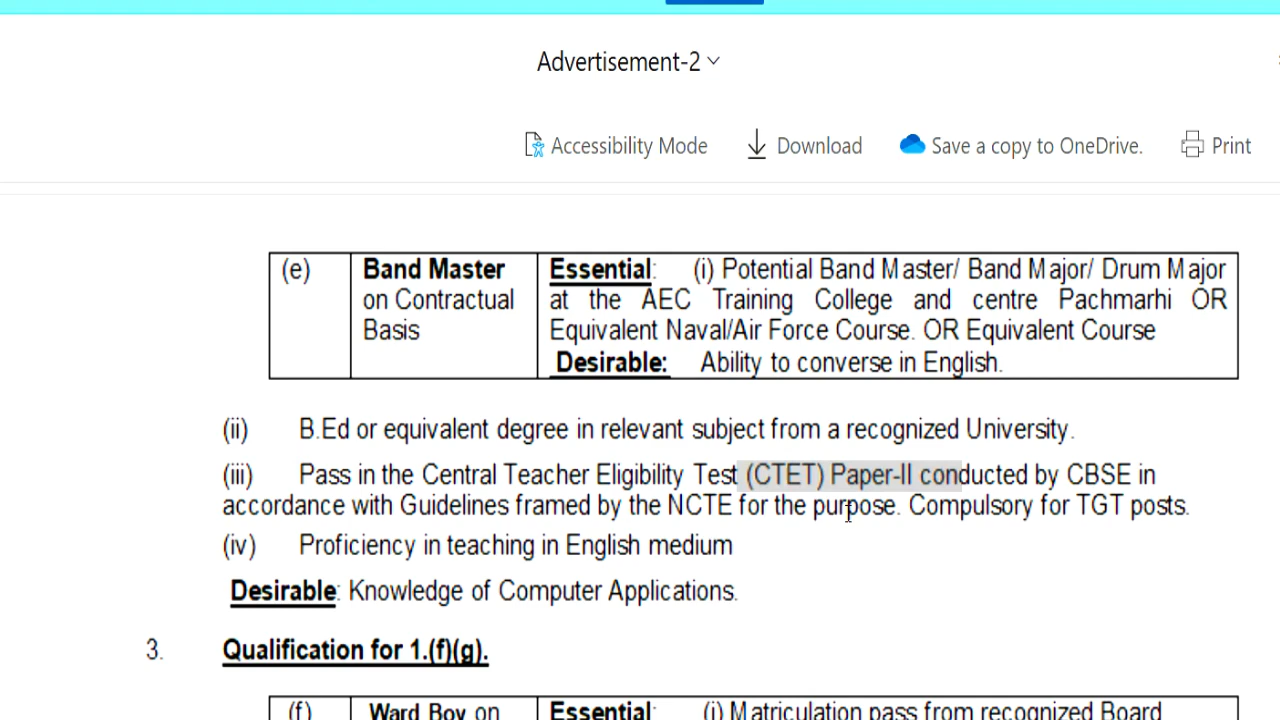 Advertisement-2
Accessibility Mode Download Save a copy to OneDrive. Print
(e) Band Master on Contractual Basis
Essential: (i) Potential Band Master/ Band Major/ Drum Major
at the AEC Training College and centre Pachmarhi OR
Equivalent Naval/Air Force Course. OR Equivalent Course
Desirable: Ability to converse in English.
(ii) B.Ed or equivalent degree in relevant subject from a recognized University.
(iii) Pass in the Central Teacher Eligibility Test (CTET) Paper-II conducted by CBSE in
accordance with Guidelines framed by the NCTE for the purpose. Compulsory for TGT posts.
(iv) Proficiency in teaching in English medium
Desirable: Knowledge of Computer Applications.
3. Qualification for 1.(f)(g).
(f) Ward Boy on Essential: (i) Matriculation pass from recognized Board